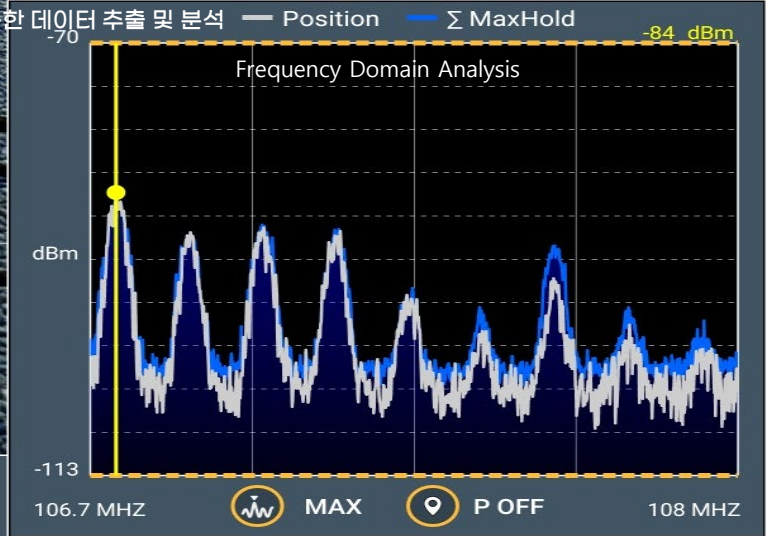 한 데이터 추출 및 분석 Position Σ MaxHold
-70 -84 dBm
Frequency Domain Analysis
dBm
-113
106.7 MHZ MAX P OFF 108 MHZ